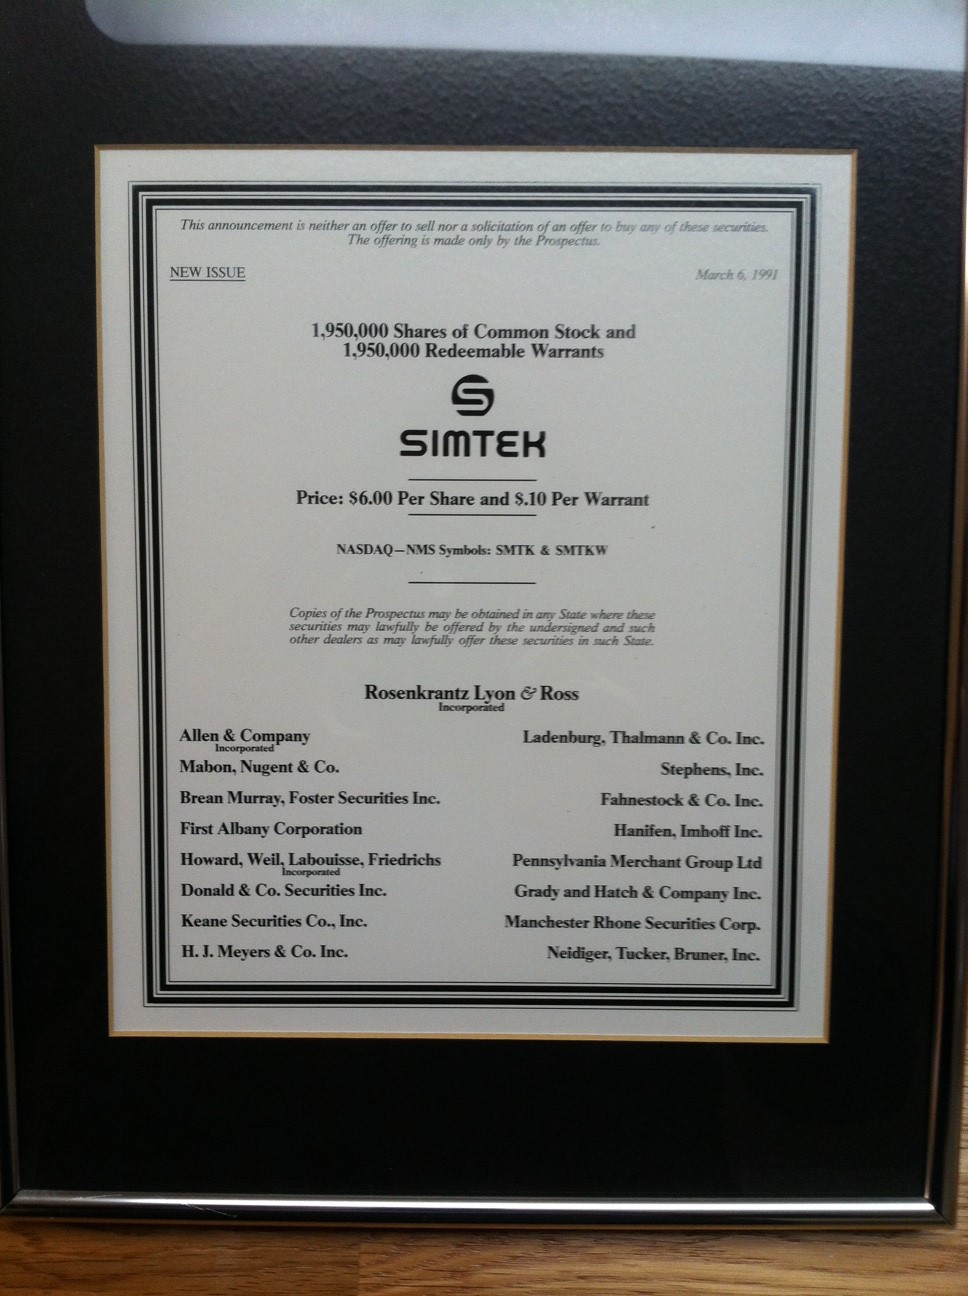 This announcement is neither an offer to sell nor a solicitation of an offer to buy any of these securities.
The offering is made only by the Prospectus.
NEW ISSUE
March 6, 1991
1,950,000 Shares of Common Stock and
1,950,000 Redeemable Warrants
SIMTEK
Price: $6.00 Per Share and $.10 Per Warrant
NASDAQ—NMS Symbols: SMTK & SMTKW
Copies of the Prospectus may be obtained in any State where these
securities may lawfully be offered by the undersigned and such
other dealers as may lawfully offer these securities in such State.
Rosenkrantz Lyon & Ross
Incorporated
Allen & Company
Incorporated
Ladenburg, Thalmann & Co. Inc.
Mabon, Nugent & Co.
Stephens, Inc.
Brean Murray, Foster Securities Inc.
Fahnestock & Co. Inc.
First Albany Corporation
Hanifen, Imhoff Inc.
Howard, Weil, Labouisse, Friedrichs
Incorporated
Pennsylvania Merchant Group Ltd
Donald & Co. Securities Inc.
Grady and Hatch & Company Inc.
Keane Securities Co., Inc.
Manchester Rhone Securities Corp.
H. J. Meyers & Co. Inc.
Neidiger, Tucker, Bruner, Inc.